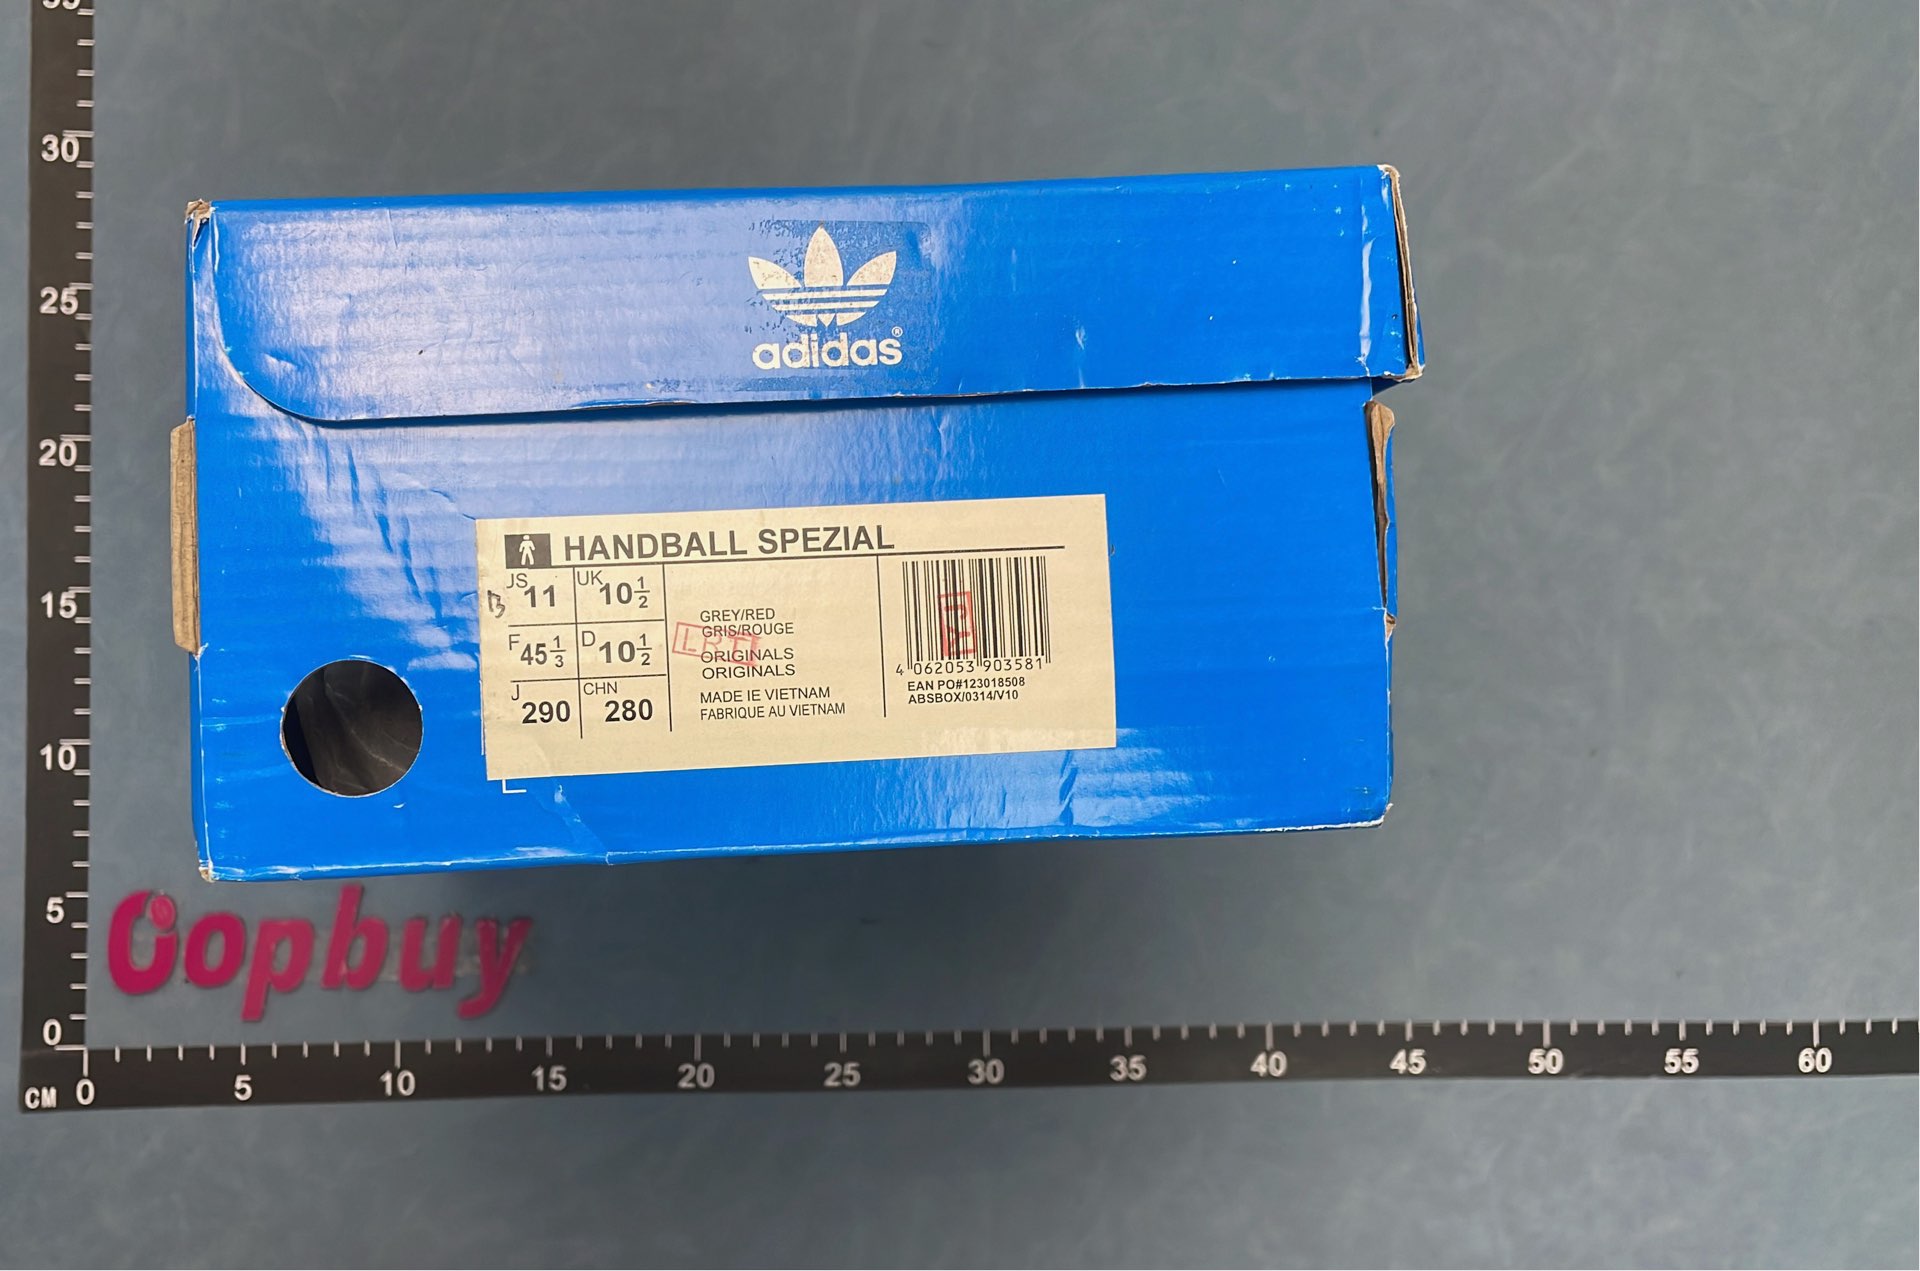 adidas®
HANDBALL SPEZIAL
JS 11 UK 10 1/2
F 45 1/3 D 10 1/2
J 290 CHN 280
GREY/RED
GRIS/ROUGE
ORIGINALS
ORIGINALS
MADE IE VIETNAM
FABRIQUE AU VIETNAM
4 062053 903581
EAN PO#123018508
ABSBOX/0314/V10
oopbuy
30
25
20
15
10
5
0
CM 0 5 10 15 20 25 30 35 40 45 50 55 60